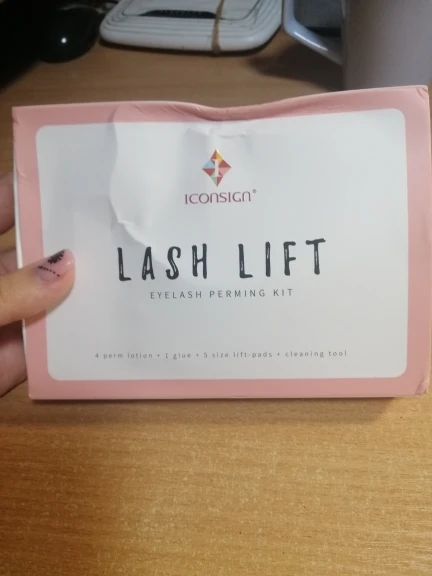 ICONSIGN®
LASH LIFT
EYELASH PERMING KIT
4 perm lotion + 1 glue + 5 size lift-pads + cleaning tool